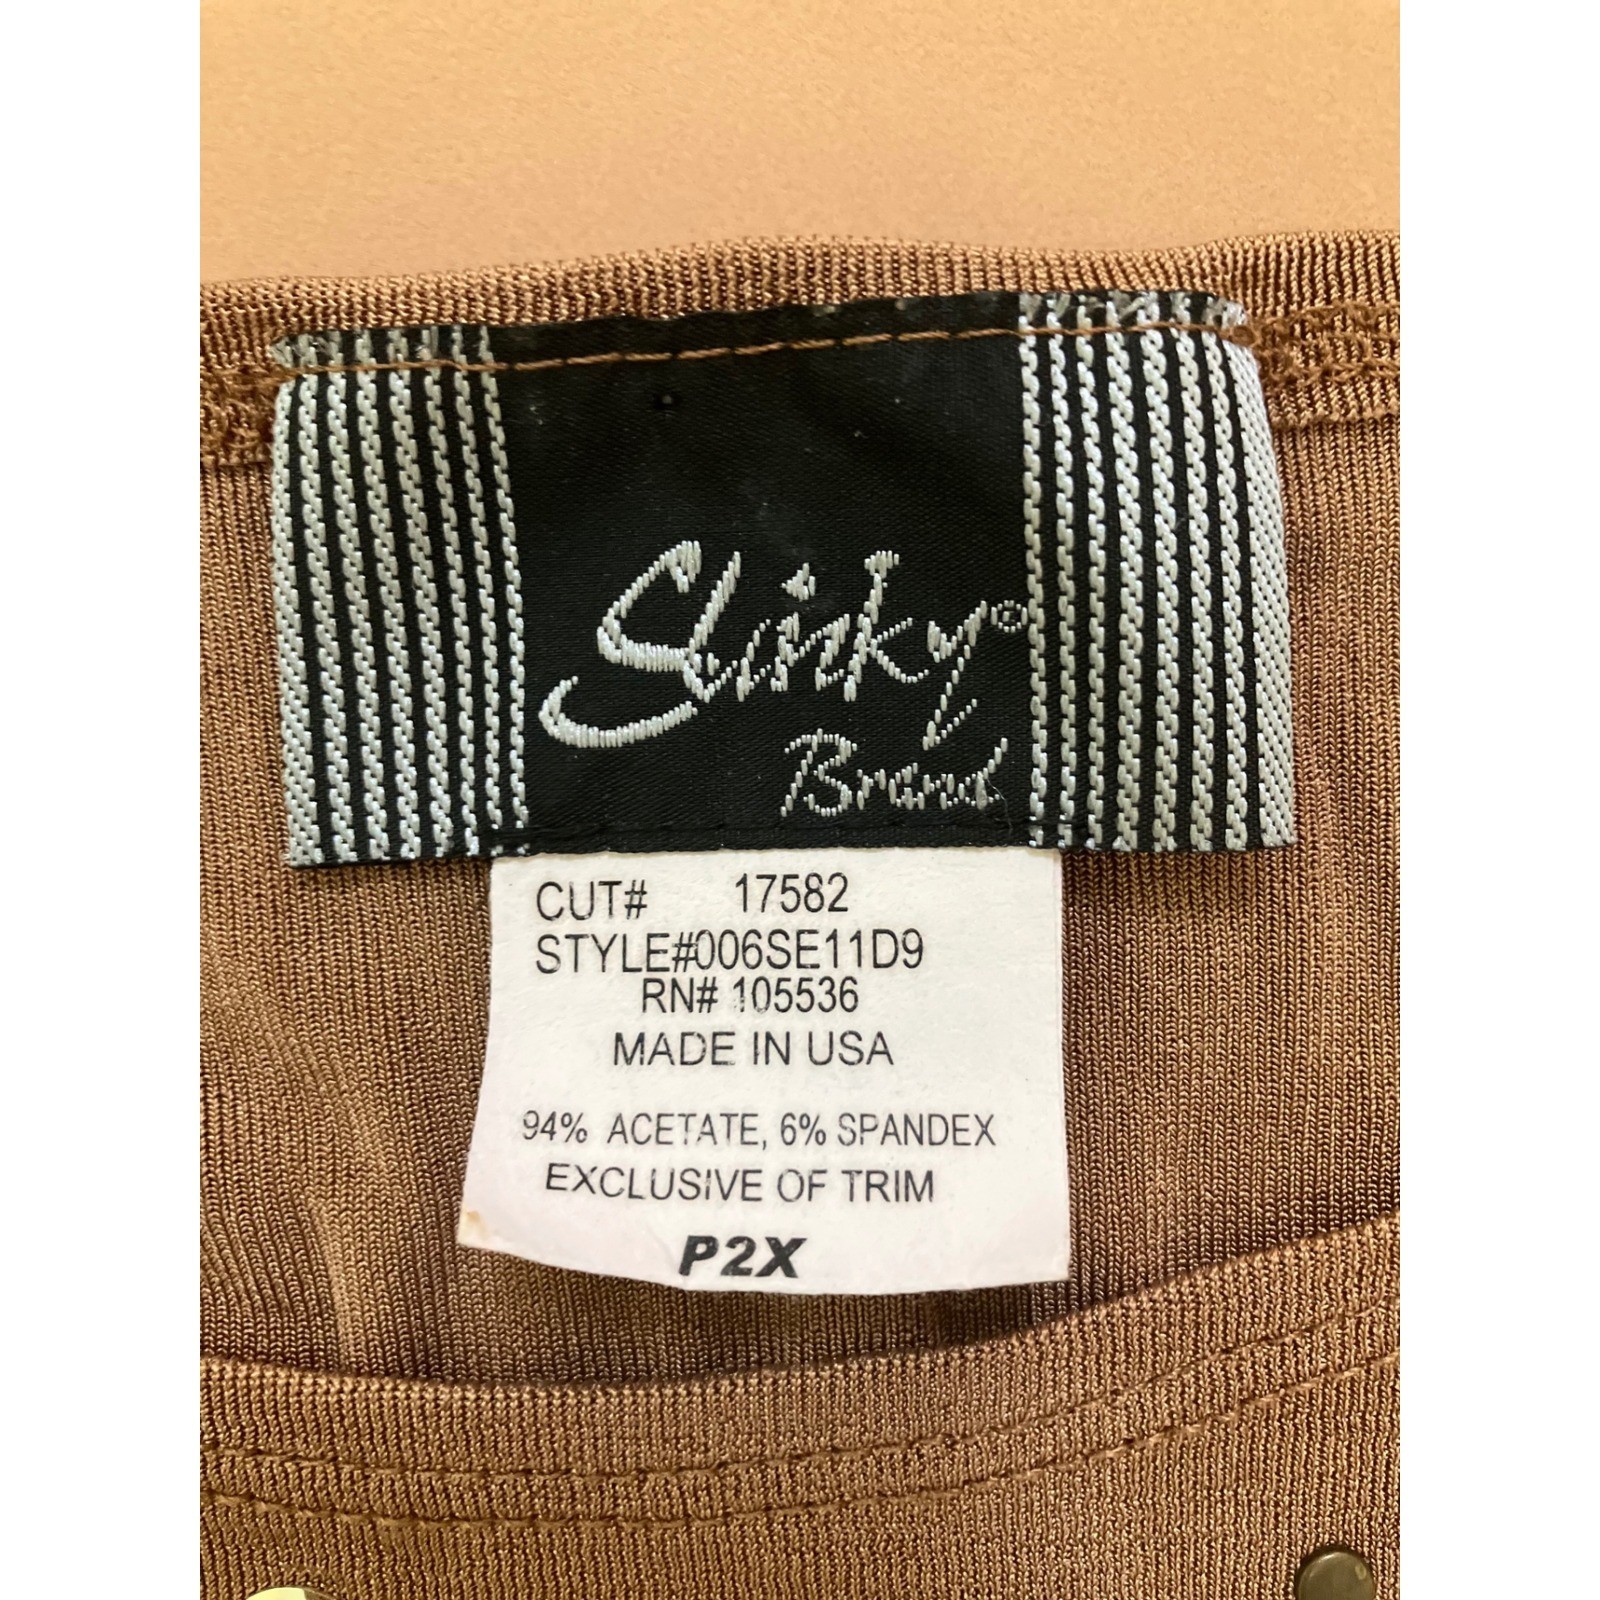 Slinky®
Brand
CUT# 17582
STYLE#006SE11D9
RN# 105536
MADE IN USA
94% ACETATE, 6% SPANDEX
EXCLUSIVE OF TRIM
P2X